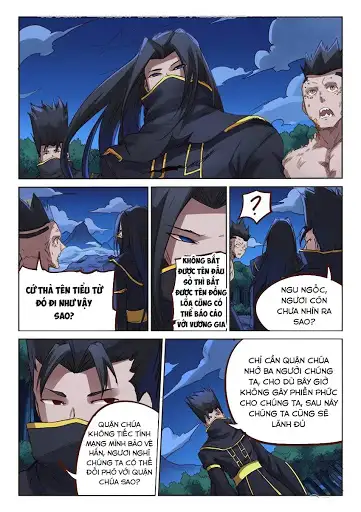 CỨ THẢ TÊN TIỂU TỬ
ĐÓ ĐI NHƯ VẬY
SAO?
KHÔNG BẮT
ĐƯỢC TÊN ĐẦU
SỎ THÌ BẮT
ĐƯỢC TÊN ĐỒNG
LÕA CŨNG CÓ
THỂ BÁO CÁO
VỚI VƯƠNG GIA
?
NGU NGỐC,
NGƯƠI CÒN
CHƯA NHÌN RA
SAO?
QUẬN CHÚA
KHÔNG TIẾC TÍNH
MẠNG MÌNH BẢO VỆ
HẮN, NGƯƠI NGHĨ
CHÚNG TA CÓ THỂ
ĐỐI PHÓ VỚI
QUẬN CHÚA SAO?
CHỈ CẦN QUẬN CHÚA
NHỚ BA NGƯỜI CHÚNG
TA, CHO DÙ BÂY GIỜ
KHÔNG GÂY PHIỀN PHỨC
CHO CHÚNG TA, SAU NÀY
CHÚNG TA CŨNG SẼ
LÃNH ĐỦ